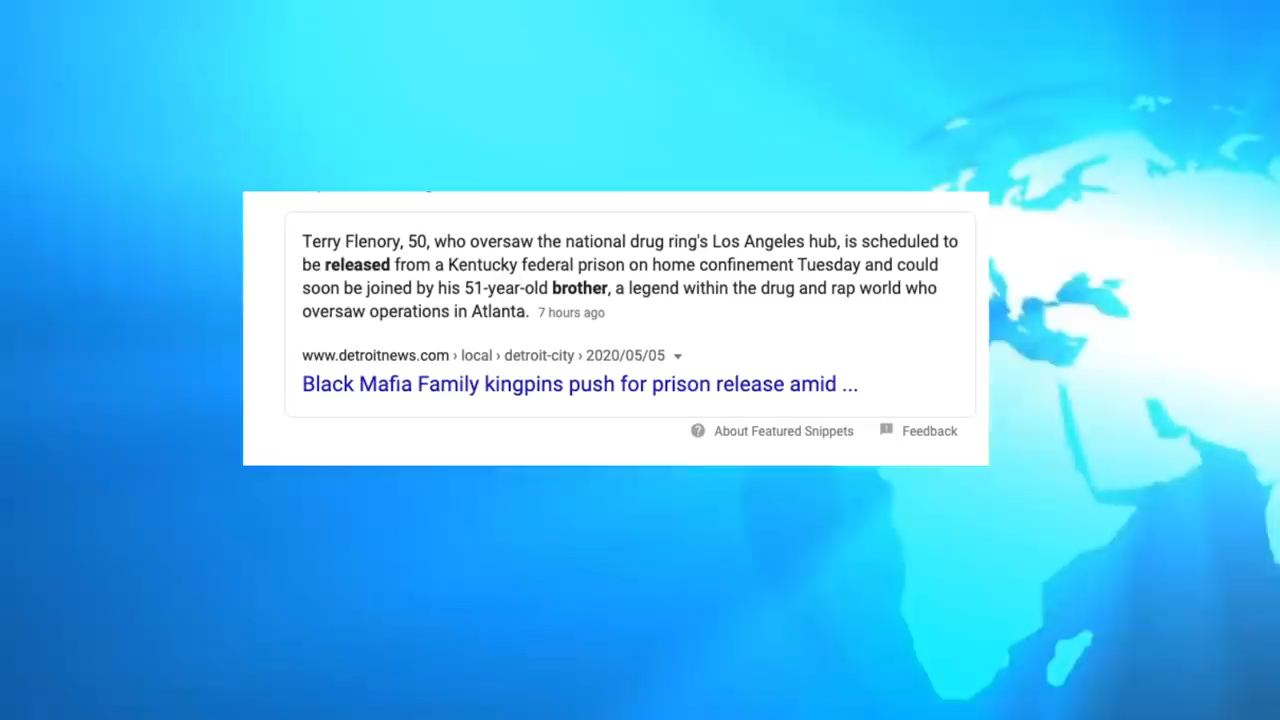 Terry Flenory, 50, who oversaw the national drug ring's Los Angeles hub, is scheduled to
be released from a Kentucky federal prison on home confinement Tuesday and could
soon be joined by his 51-year-old brother, a legend within the drug and rap world who
oversaw operations in Atlanta. 7 hours ago
www.detroitnews.com › local › detroit-city › 2020/05/05
Black Mafia Family kingpins push for prison release amid ...
About Featured Snippets Feedback